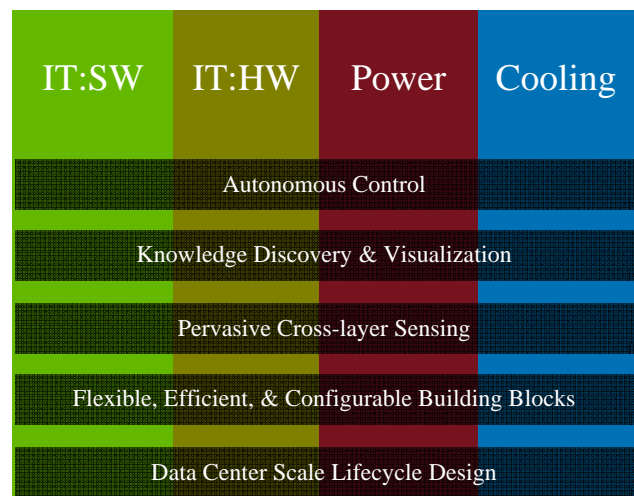 IT:SW IT:HW Power Cooling
Autonomous Control
Knowledge Discovery & Visualization
Pervasive Cross-layer Sensing
Flexible, Efficient, & Configurable Building Blocks
Data Center Scale Lifecycle Design